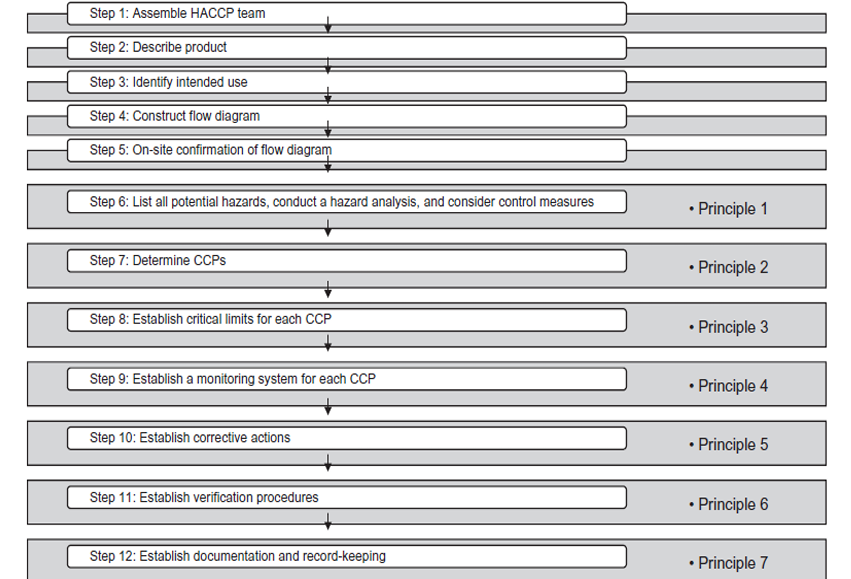 Step 1: Assemble HACCP team
Step 2: Describe product
Step 3: Identify intended use
Step 4: Construct flow diagram
Step 5: On-site confirmation of flow diagram
Step 6: List all potential hazards, conduct a hazard analysis, and consider control measures
• Principle 1
Step 7: Determine CCPs
• Principle 2
Step 8: Establish critical limits for each CCP
• Principle 3
Step 9: Establish a monitoring system for each CCP
• Principle 4
Step 10: Establish corrective actions
• Principle 5
Step 11: Establish verification procedures
• Principle 6
Step 12: Establish documentation and record-keeping
• Principle 7